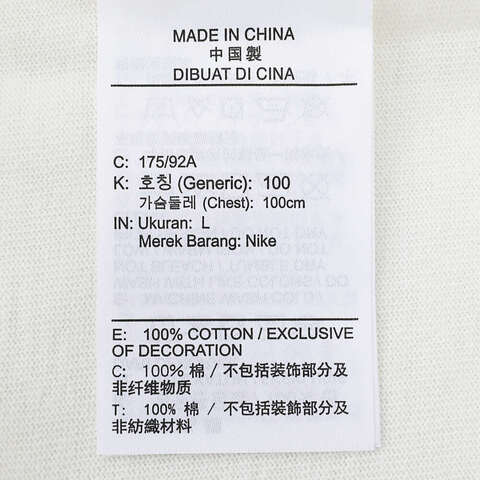 MADE IN CHINA
中国製
DIBUAT DI CINA
C: 175/92A
K: 호칭 (Generic): 100
가슴둘레 (Chest): 100cm
IN: Ukuran: L
Merek Barang: Nike
E: 100% COTTON / EXCLUSIVE
OF DECORATION
C: 100% 棉 / 不包括装饰部分及
非纤维物质
T: 100% 棉 / 不包括裝飾部分及
非紡織材料